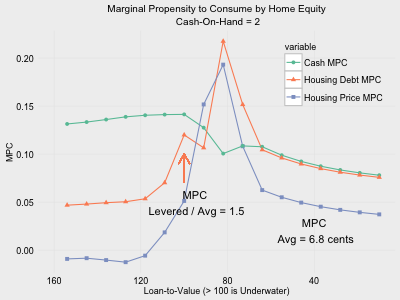 Marginal Propensity to Consume by Home Equity
Cash-On-Hand = 2
variable
Cash MPC
Housing Debt MPC
Housing Price MPC
0.20
0.15
0.10
0.05
0.00
MPC
MPC
Levered / Avg = 1.5
MPC
Avg = 6.8 cents
160 120 80 40
Loan-to-Value (> 100 is Underwater)